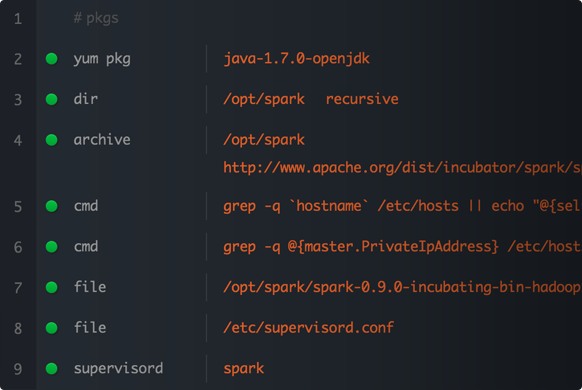 1 # pkgs
2 yum pkg java-1.7.0-openjdk
3 dir /opt/spark recursive
4 archive /opt/spark
http://www.apache.org/dist/incubator/spark/sp
5 cmd grep -q `hostname` /etc/hosts || echo "@{sel
6 cmd grep -q @{master.PrivateIpAddress} /etc/host
7 file /opt/spark/spark-0.9.0-incubating-bin-hadoop
8 file /etc/supervisord.conf
9 supervisord spark